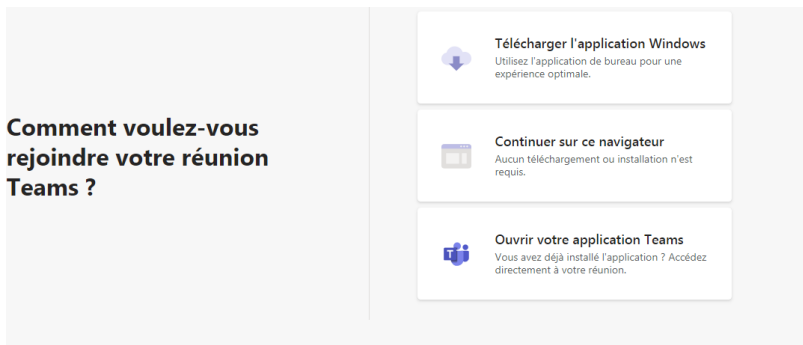 Comment voulez-vous
rejoindre votre réunion
Teams ?
Télécharger l'application Windows
Utilisez l'application de bureau pour une
expérience optimale.
Continuer sur ce navigateur
Aucun téléchargement ou installation n'est
requis.
Ouvrir votre application Teams
Vous avez déjà installé l'application ? Accédez
directement à votre réunion.